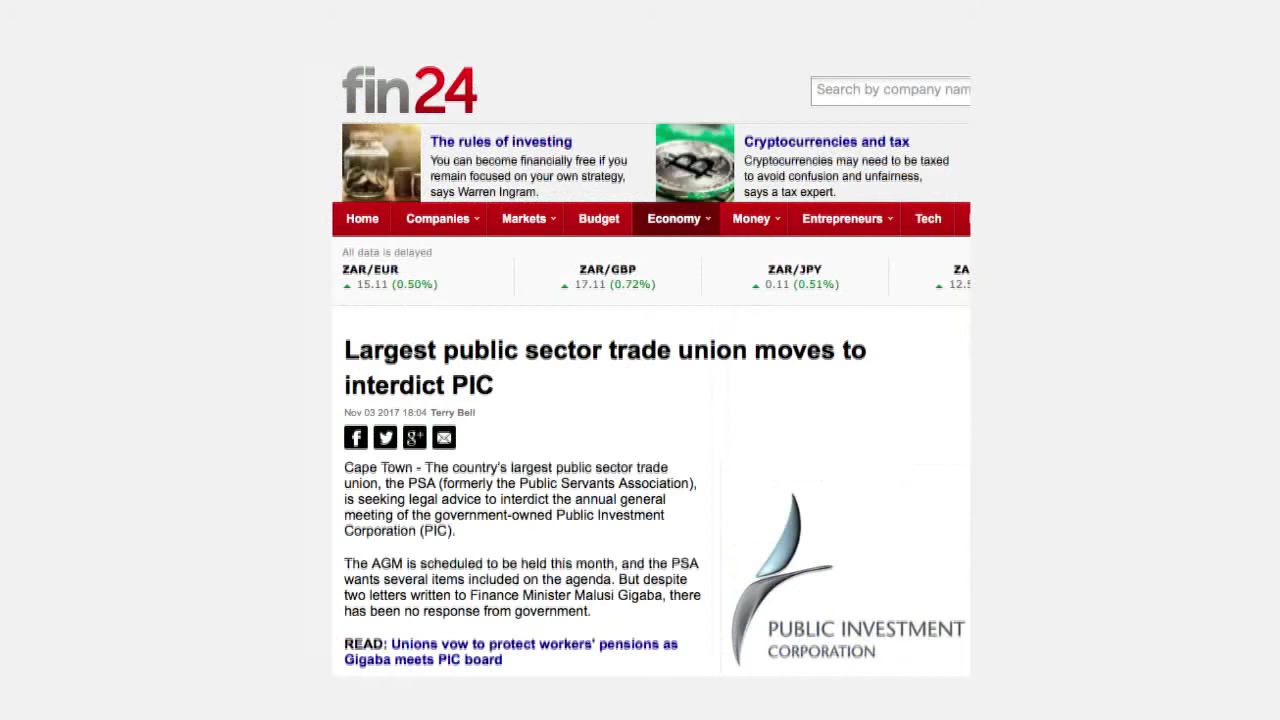 fin24
Search by company nam
The rules of investing
You can become financially free if you
remain focused on your own strategy,
says Warren Ingram.
Cryptocurrencies and tax
Cryptocurrencies may need to be taxed
to avoid confusion and unfairness,
says a tax expert.
Home Companies Markets Budget Economy Money Entrepreneurs Tech
All data is delayed
ZAR/EUR ZAR/GBP ZAR/JPY ZA
15.11 (0.50%) 17.11 (0.72%) 0.11 (0.51%) 12.5
Largest public sector trade union moves to
interdict PIC
Nov 03 2017 18:04 Terry Bell
f g+
Cape Town - The country's largest public sector trade
union, the PSA (formerly the Public Servants Association),
is seeking legal advice to interdict the annual general
meeting of the government-owned Public Investment
Corporation (PIC).
The AGM is scheduled to be held this month, and the PSA
wants several items included on the agenda. But despite
two letters written to Finance Minister Malusi Gigaba, there
has been no response from government.
READ: Unions vow to protect workers' pensions as
Gigaba meets PIC board
PUBLIC INVESTMENT
CORPORATION